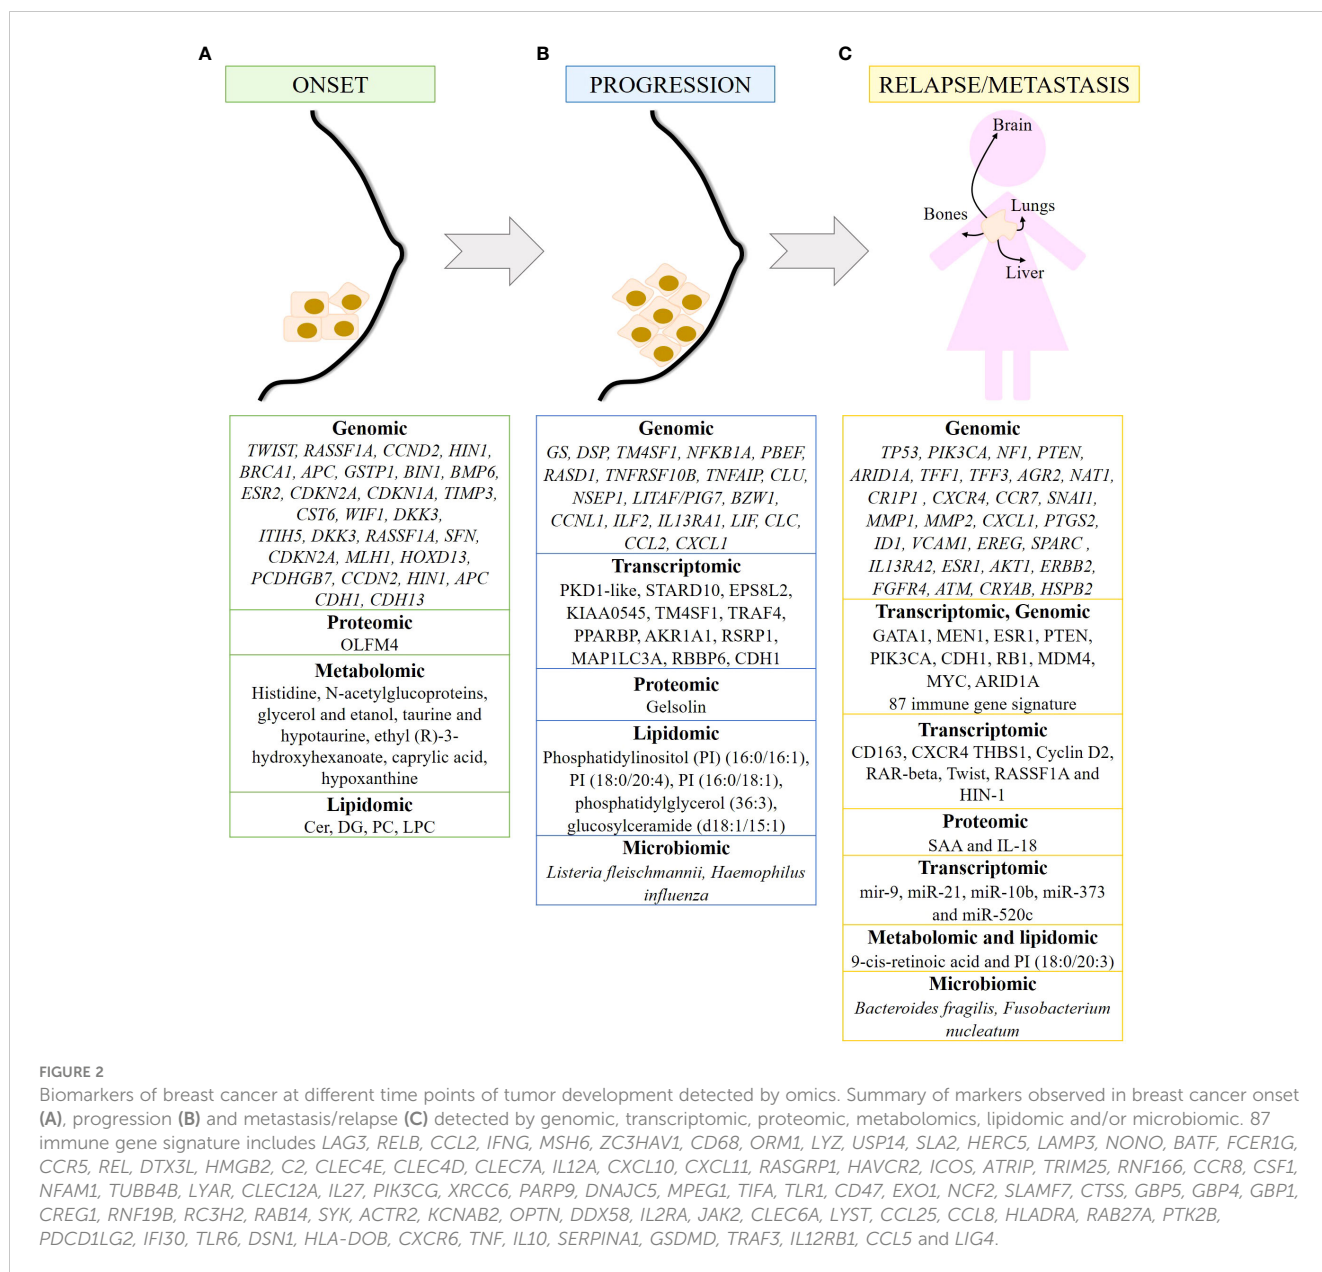 A
ONSET
B
PROGRESSION
C
RELAPSE/METASTASIS
Brain
Bones
Lungs
Liver
Genomic
TWIST, RASSF1A, CCND2, HIN1,
BRCA1, APC, GSTP1, BIN1, BMP6,
ESR2, CDKN2A, CDKN1A, TIMP3,
CST6, WIF1, DKK3,
ITIH5, DKK3, RASSF1A, SFN,
CDKN2A, MLH1, HOXD13,
PCDHGB7, CCDN2, HIN1, APC
CDH1, CDH13
Proteomic
OLFM4
Metabolomic
Histidine, N-acetylglucoproteins,
glycerol and etanol, taurine and
hypotaurine, ethyl (R)-3-
hydroxyhexanoate, caprylic acid,
hypoxanthine
Lipidomic
Cer, DG, PC, LPC
Genomic
GS, DSP, TM4SF1, NFKB1A, PBEF,
RASD1, TNFRSF10B, TNFAIP, CLU,
NSEP1, LITAF/PIG7, BZW1,
CCNL1, ILF2, IL13RA1, LIF, CLC,
CCL2, CXCL1
Transcriptomic
PKD1-like, STARD10, EPS8L2,
KIAA0545, TM4SF1, TRAF4,
PPARBP, AKR1A1, RSRP1,
MAP1LC3A, RBBP6, CDH1
Proteomic
Gelsolin
Lipidomic
Phosphatidylinositol (PI) (16:0/16:1),
PI (18:0/20:4), PI (16:0/18:1),
phosphatidylglycerol (36:3),
glucosylceramide (d18:1/15:1)
Microbiomic
Listeria fleischmannii, Haemophilus
influenza
Genomic
TP53, PIK3CA, NF1, PTEN,
ARID1A, TFF1, TFF3, AGR2, NAT1,
CR1P1 , CXCR4, CCR7, SNAI1,
MMP1, MMP2, CXCL1, PTGS2,
ID1, VCAM1, EREG, SPARC ,
IL13RA2, ESR1, AKT1, ERBB2,
FGFR4, ATM, CRYAB, HSPB2
Transcriptomic, Genomic
GATA1, MEN1, ESR1, PTEN,
PIK3CA, CDH1, RB1, MDM4,
MYC, ARID1A
87 immune gene signature
Transcriptomic
CD163, CXCR4 THBS1, Cyclin D2,
RAR-beta, Twist, RASSF1A and
HIN-1
Proteomic
SAA and IL-18
Transcriptomic
mir-9, miR-21, miR-10b, miR-373
and miR-520c
Metabolomic and lipidomic
9-cis-retinoic acid and PI (18:0/20:3)
Microbiomic
Bacteroides fragilis, Fusobacterium
nucleatum
FIGURE 2
Biomarkers of breast cancer at different time points of tumor development detected by omics. Summary of markers observed in breast cancer onset
(A), progression (B) and metastasis/relapse (C) detected by genomic, transcriptomic, proteomic, metabolomics, lipidomic and/or microbiomic. 87
immune gene signature includes LAG3, RELB, CCL2, IFNG, MSH6, ZC3HAV1, CD68, ORM1, LYZ, USP14, SLA2, HERC5, LAMP3, NONO, BATF, FCER1G,
CCR5, REL, DTX3L, HMGB2, C2, CLEC4E, CLEC4D, CLEC7A, IL12A, CXCL10, CXCL11, RASGRP1, HAVCR2, ICOS, ATRIP, TRIM25, RNF166, CCR8, CSF1,
NFAM1, TUBB4B, LYAR, CLEC12A, IL27, PIK3CG, XRCC6, PARP9, DNAJC5, MPEG1, TIFA, TLR1, CD47, EXO1, NCF2, SLAMF7, CTSS, GBP5, GBP4, GBP1,
CREG1, RNF19B, RC3H2, RAB14, SYK, ACTR2, KCNAB2, OPTN, DDX58, IL2RA, JAK2, CLEC6A, LYST, CCL25, CCL8, HLADRA, RAB27A, PTK2B,
PDCD1LG2, IFI30, TLR6, DSN1, HLA-DOB, CXCR6, TNF, IL10, SERPINA1, GSDMD, TRAF3, IL12RB1, CCL5 and LIG4.